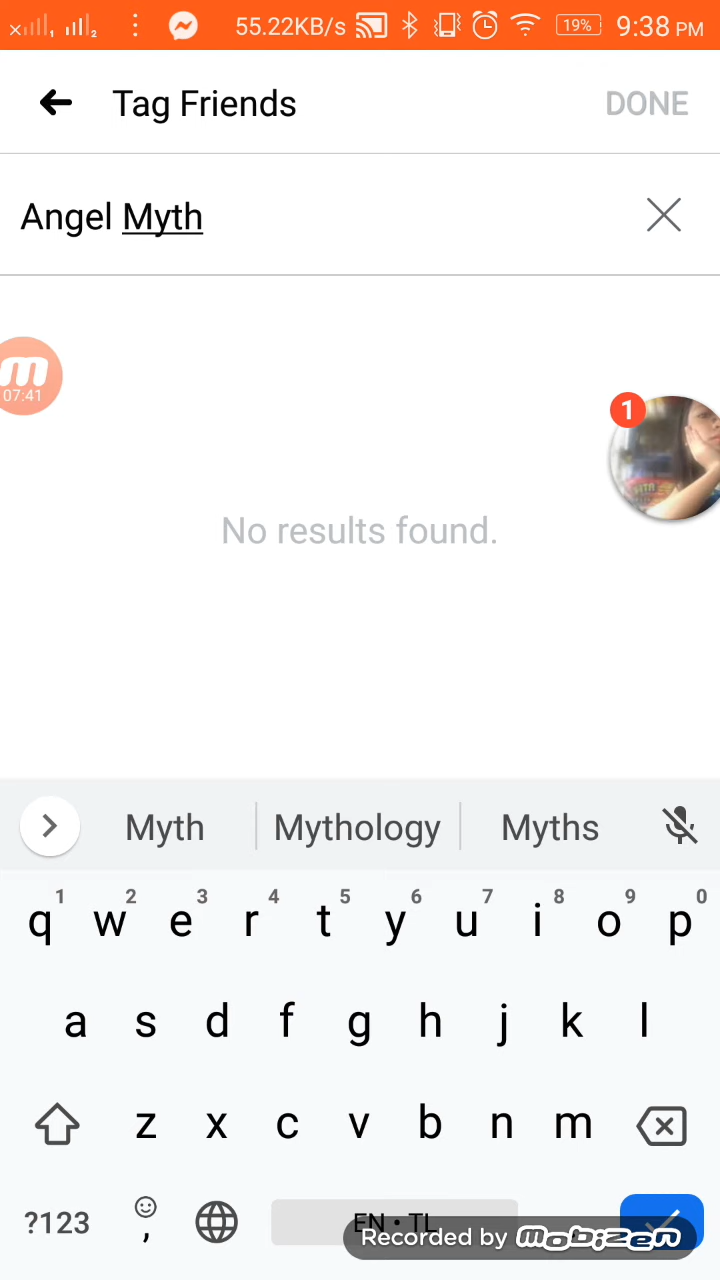 55.22KB/s 19% 9:38 PM
Tag Friends DONE
Angel Myth
m
07:41
1
No results found.
Myth Mythology Myths
1 2 3 4 5 6 7 8 9 0
q w e r t y u i o p
a s d f g h j k l
z x c v b n m
?123 , EN • TL
Recorded by mobizen